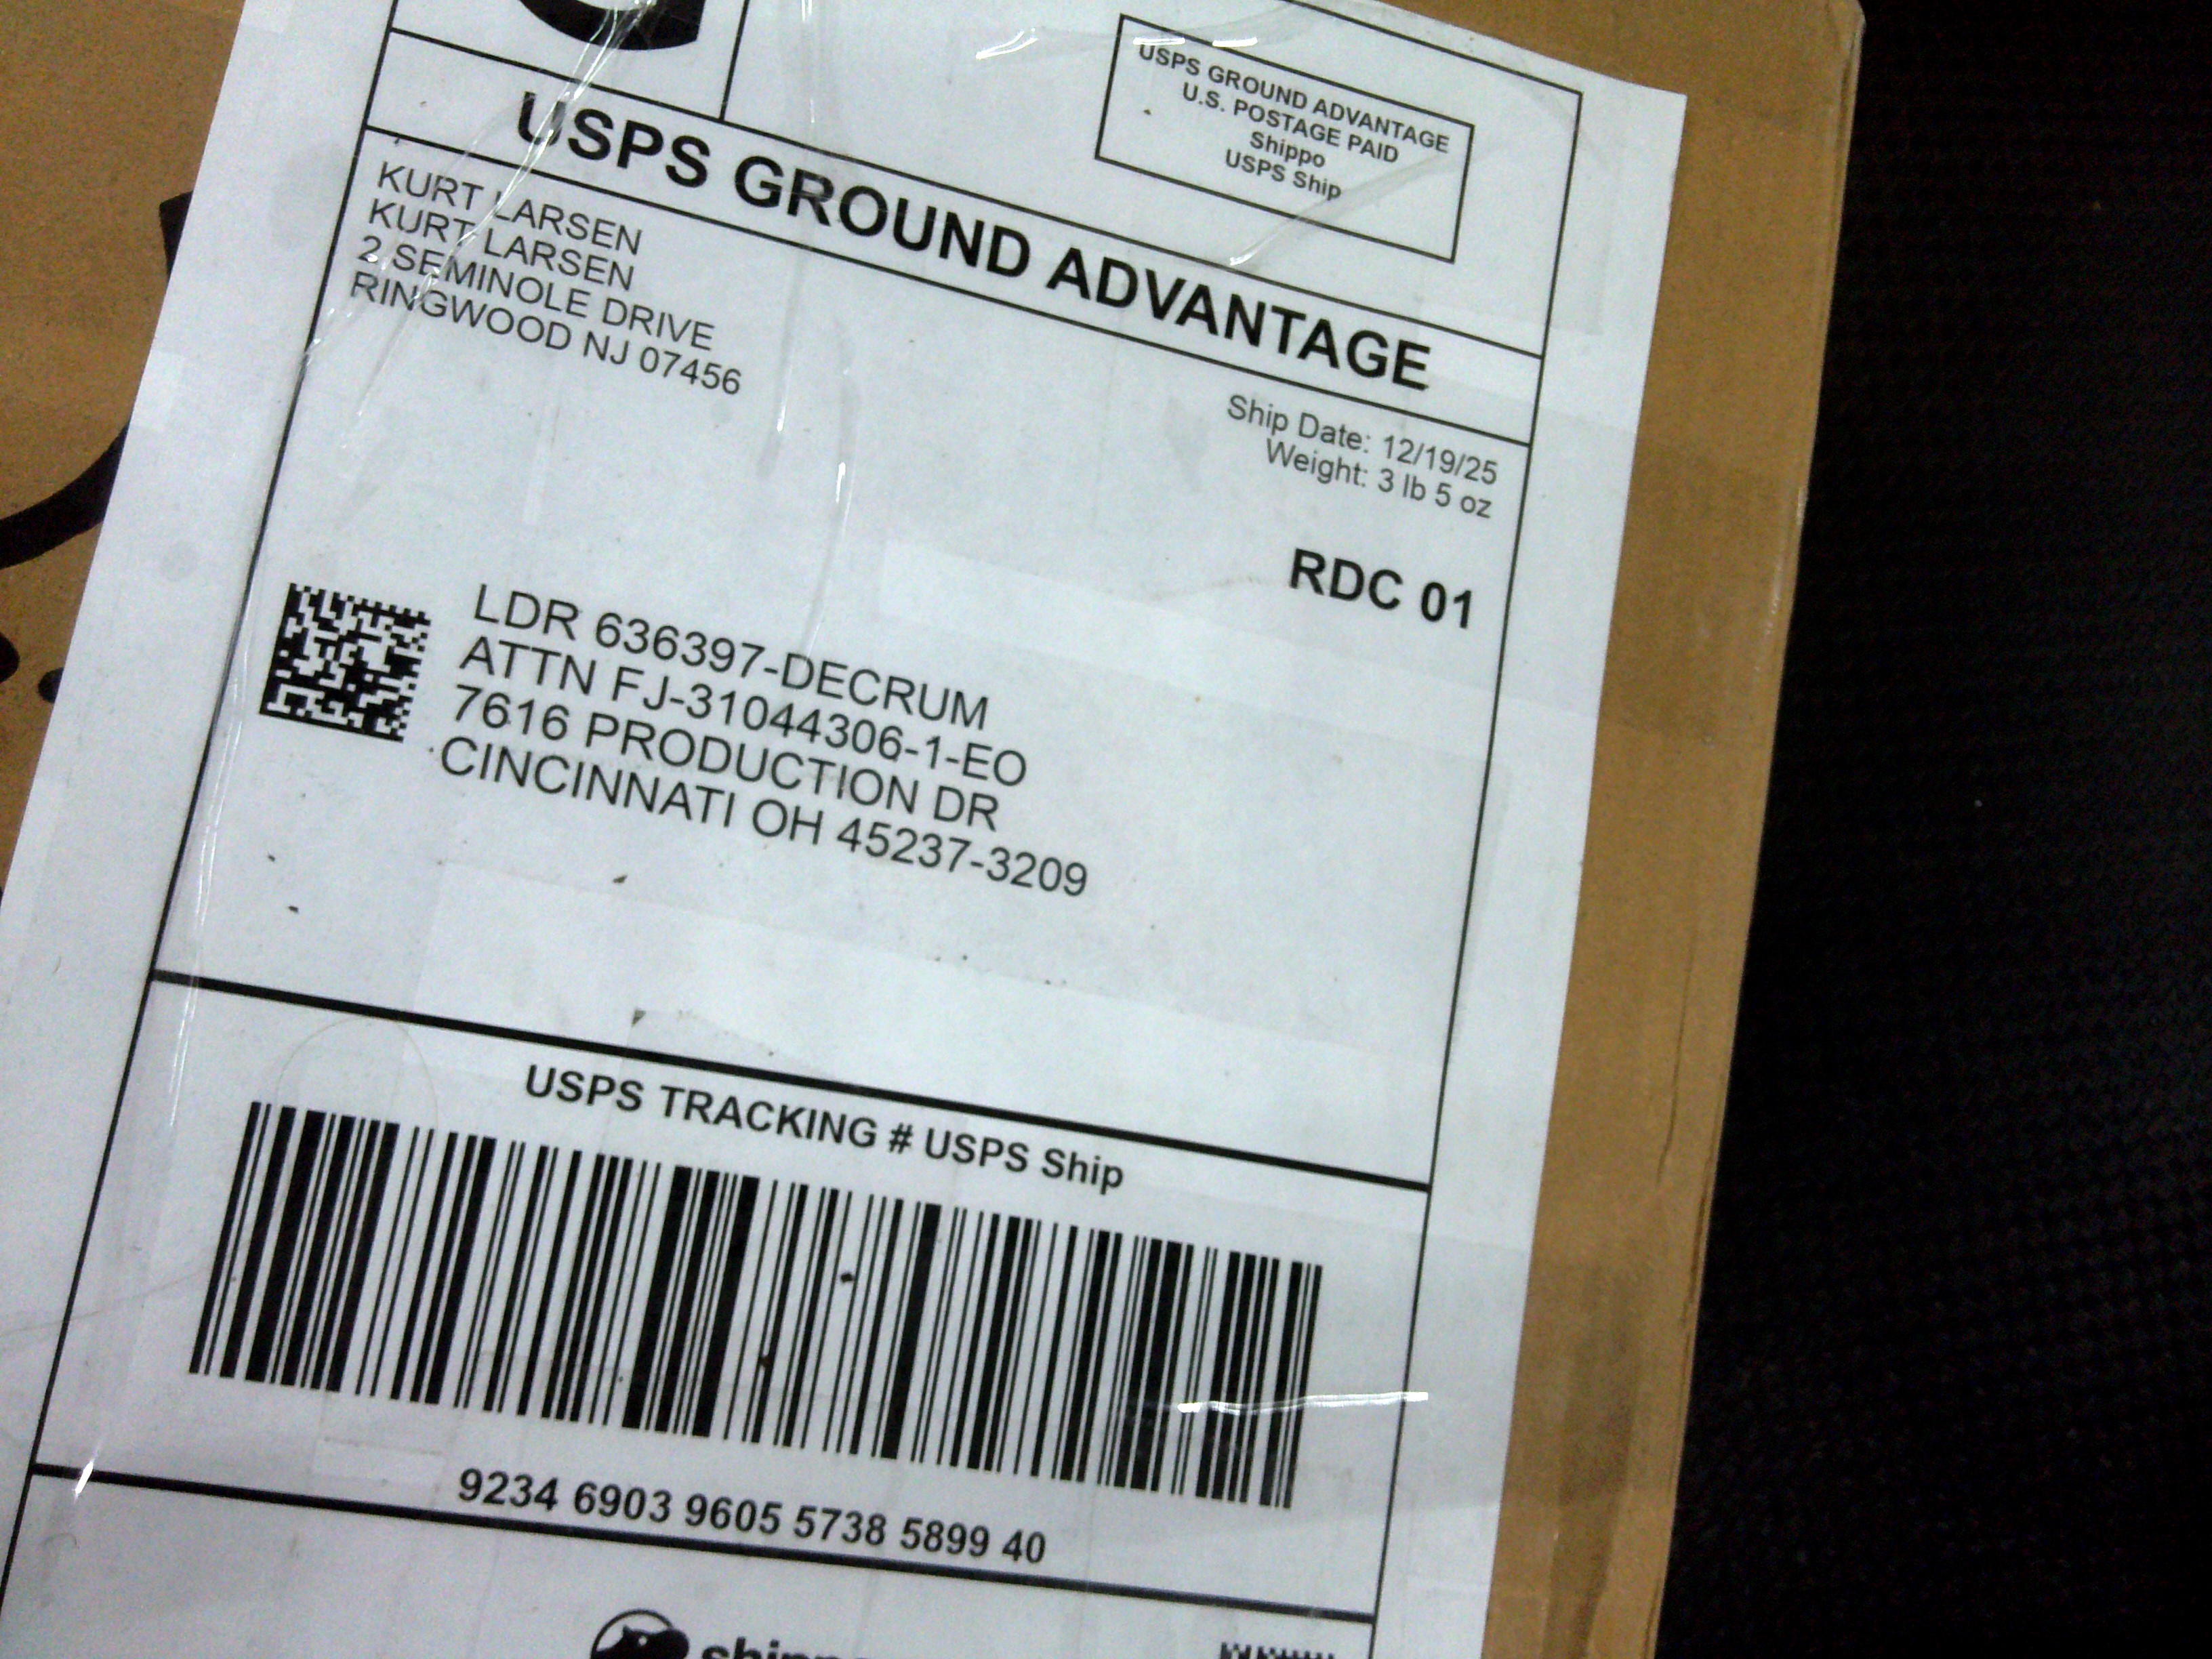 USPS GROUND ADVANTAGE
U.S. POSTAGE PAID
Shippo
USPS Ship
USPS GROUND ADVANTAGE
KURT LARSEN
KURT LARSEN
2 SEMINOLE DRIVE
RINGWOOD NJ 07456
Ship Date: 12/19/25
Weight: 3 lb 5 oz
RDC 01
LDR 636397-DECRUM
ATTN FJ-31044306-1-EO
7616 PRODUCTION DR
CINCINNATI OH 45237-3209
USPS TRACKING # USPS Ship
9234 6903 9605 5738 5899 40